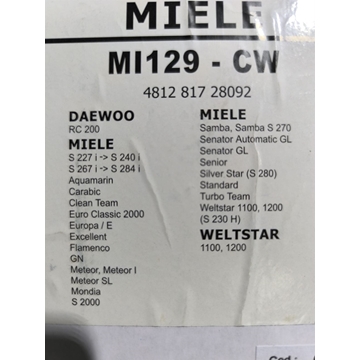 MIELE
MI129 - CW
4812 817 28092
DAEWOO
RC 200
MIELE
S 227 i -> S 240 i
S 267 i -> S 284 i
Aquamarin
Carabic
Clean Team
Euro Classic 2000
Europa / E
Excellent
Flamenco
GN
Meteor, Meteor I
Meteor SL
Mondia
S 2000
MIELE
Samba, Samba S 270
Senator Automatic GL
Senator GL
Senior
Silver Star (S 280)
Standard
Turbo Team
Weltstar 1100, 1200
(S 230 H)
WELTSTAR
1100, 1200